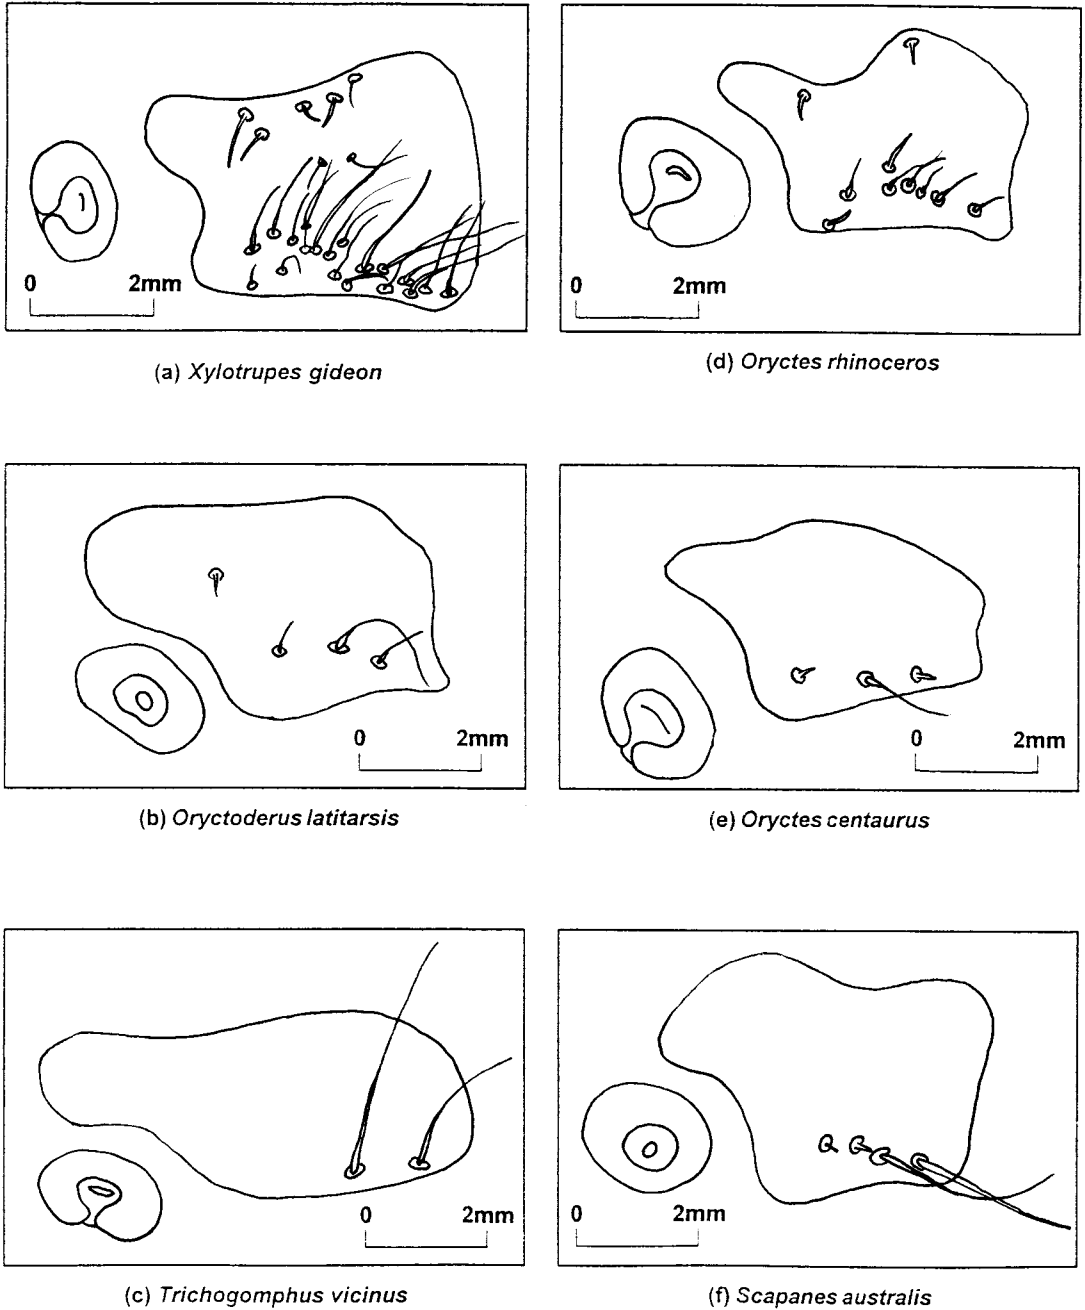 0 2mm
(a) Xylotrupes gideon
0 2mm
(d) Oryctes rhinoceros
0 2mm
(b) Oryctoderus latitarsis
0 2mm
(e) Oryctes centaurus
0 2mm
(c) Trichogomphus vicinus
0 2mm
(f) Scapanes australis